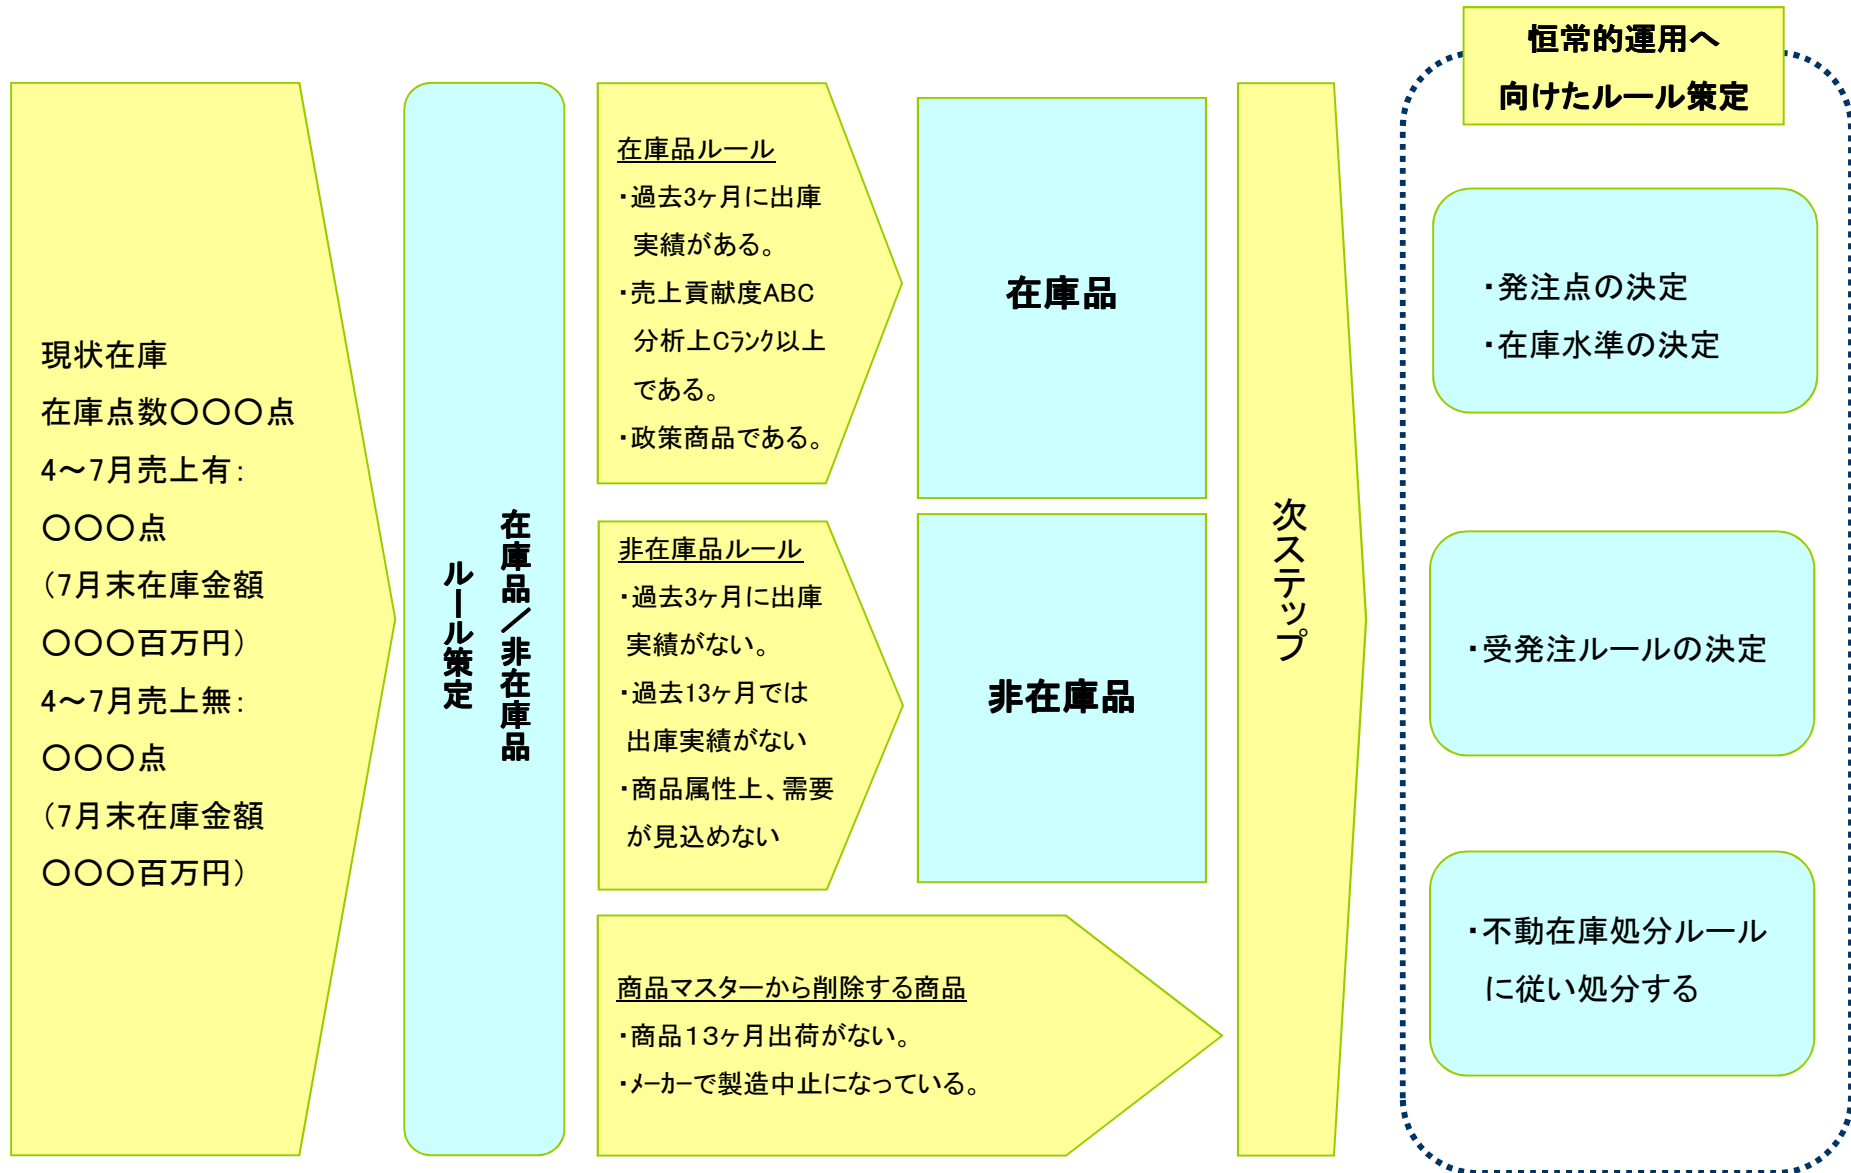 現状在庫
在庫点数〇〇〇点
4～7月売上有：
〇〇〇点
（7月末在庫金額
〇〇〇百万円）
4～7月売上無：
〇〇〇点
（7月末在庫金額
〇〇〇百万円）
在庫品／非在庫品
ルール策定
在庫品ルール
・過去3ヶ月に出庫
実績がある。
・売上貢献度ABC
分析上Cﾗﾝｸ以上
である。
・政策商品である。
在庫品
非在庫品ルール
・過去3ヶ月に出庫
実績がない。
・過去13ヶ月では
出庫実績がない
・商品属性上、需要
が見込めない
非在庫品
商品マスターから削除する商品
・商品１３ヶ月出荷がない。
・ﾒｰｶｰで製造中止になっている。
次ステップ
恒常的運用へ
向けたルール策定
・発注点の決定
・在庫水準の決定
・受発注ルールの決定
・不動在庫処分ルール
に従い処分する